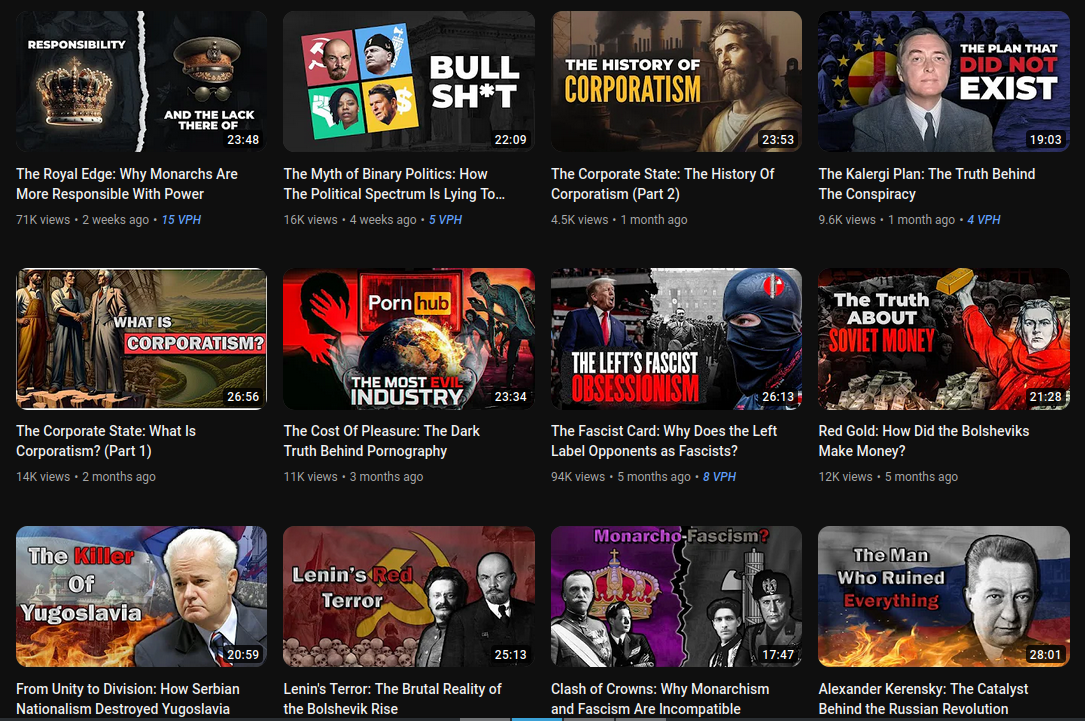 RESPONSIBILITY
AND THE LACK
THERE OF
23:48
BULL
SH*T
22:09
THE HISTORY OF
CORPORATISM
23:53
THE PLAN THAT
DID NOT
EXIST
19:03
The Royal Edge: Why Monarchs Are
More Responsible With Power
71K views • 2 weeks ago • 15 VPH
The Myth of Binary Politics: How
The Political Spectrum Is Lying To...
16K views • 4 weeks ago • 5 VPH
The Corporate State: The History Of
Corporatism (Part 2)
4.5K views • 1 month ago
The Kalergi Plan: The Truth Behind
The Conspiracy
9.6K views • 1 month ago • 4 VPH
WHAT IS
CORPORATISM?
26:56
Pornhub
THE MOST EVIL
INDUSTRY
23:34
THE LEFT'S FASCIST
OBSESSIONISM
26:13
The Truth
ABOUT
SOVIET MONEY
21:28
The Corporate State: What Is
Corporatism? (Part 1)
14K views • 2 months ago
The Cost Of Pleasure: The Dark
Truth Behind Pornography
11K views • 3 months ago
The Fascist Card: Why Does the Left
Label Opponents as Fascists?
94K views • 5 months ago • 8 VPH
Red Gold: How Did the Bolsheviks
Make Money?
12K views • 5 months ago
The Killer
Of
Yugoslavia
20:59
Lenin's Red
Terror
25:13
Monarcho-Fascism?
17:47
The Man
Who Ruined
Everything
28:01
From Unity to Division: How Serbian
Nationalism Destroyed Yugoslavia
Lenin's Terror: The Brutal Reality of
the Bolshevik Rise
Clash of Crowns: Why Monarchism
and Fascism Are Incompatible
Alexander Kerensky: The Catalyst
Behind the Russian Revolution